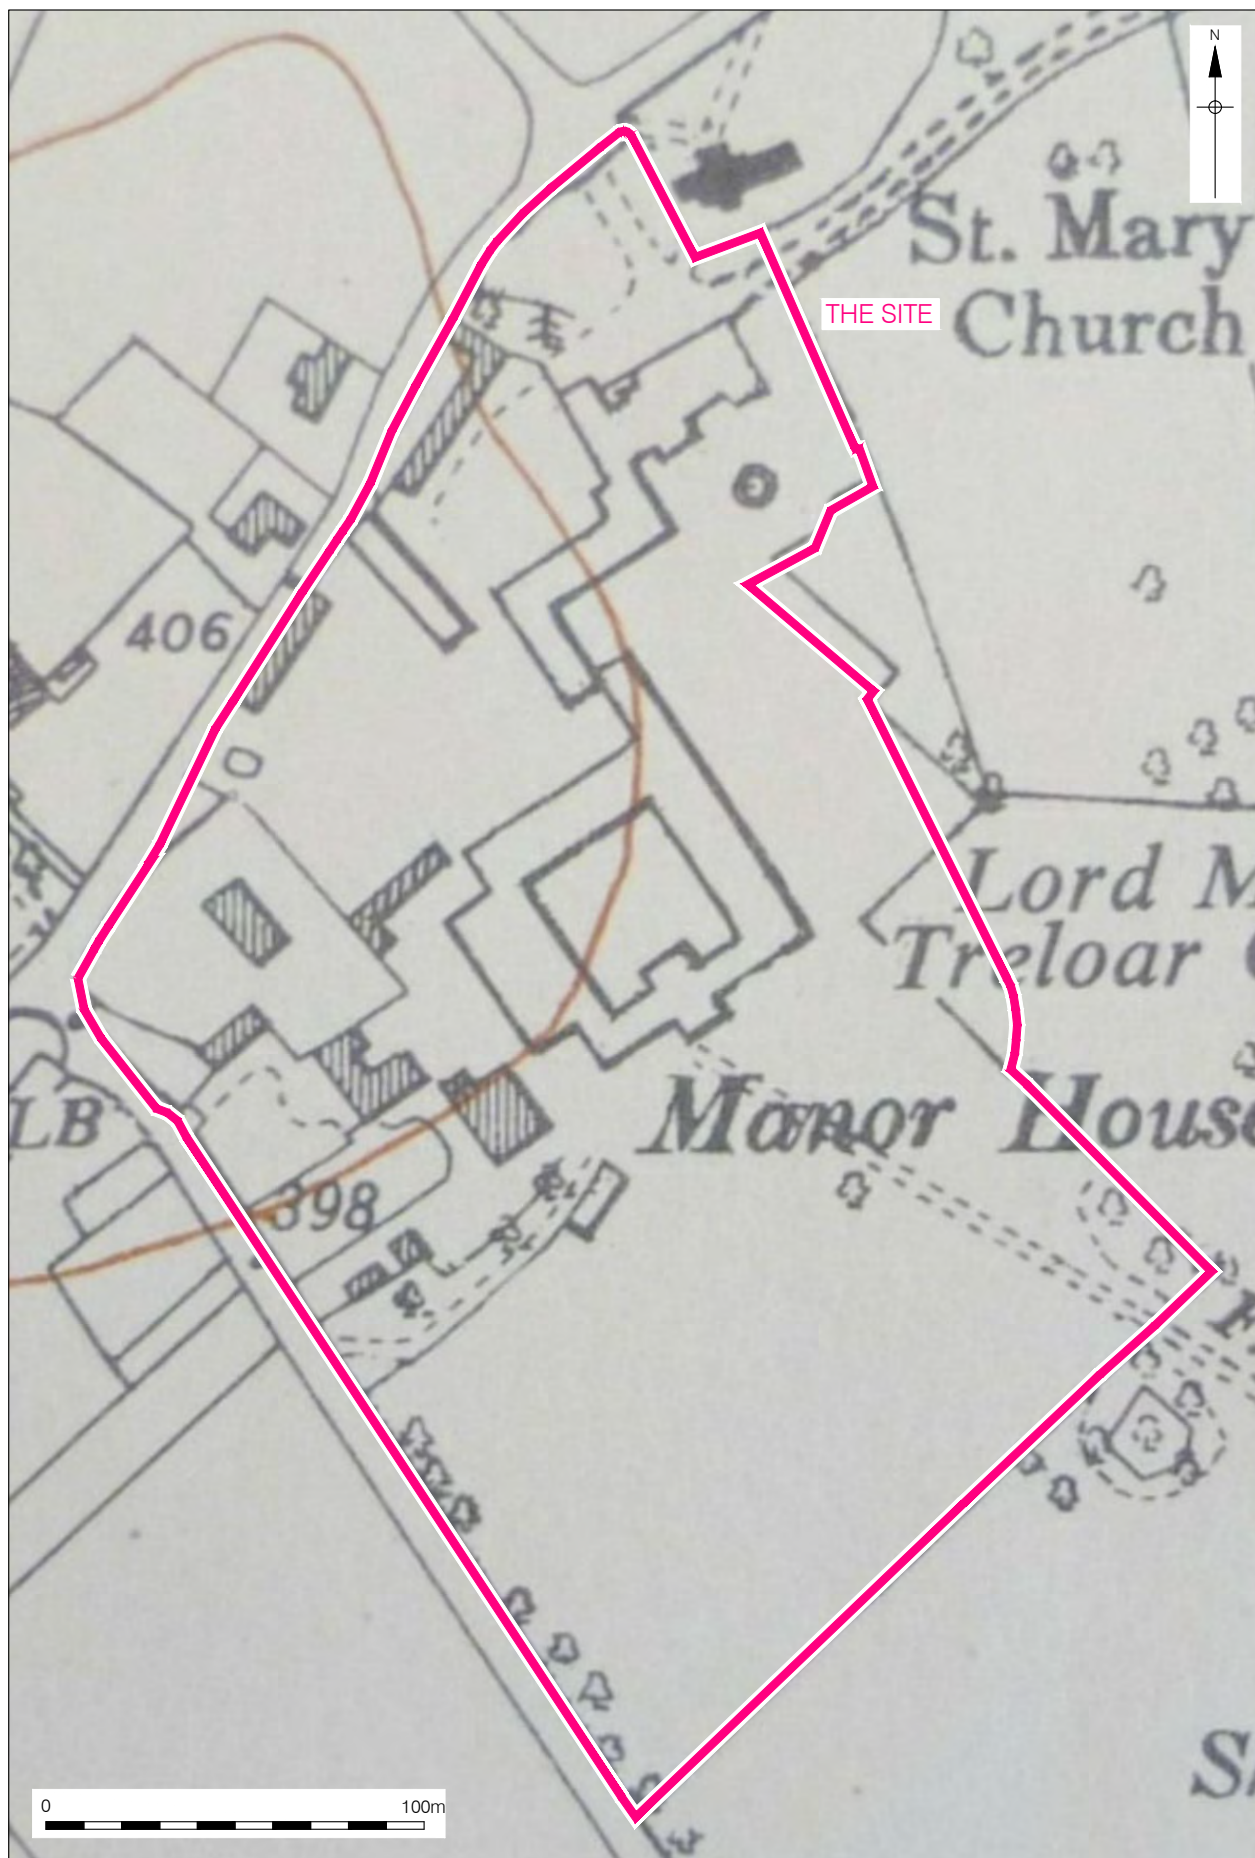 N
St. Mary
THE SITE
Church
406
Lord M
Treloar
LB
Manor House
398
0 100m